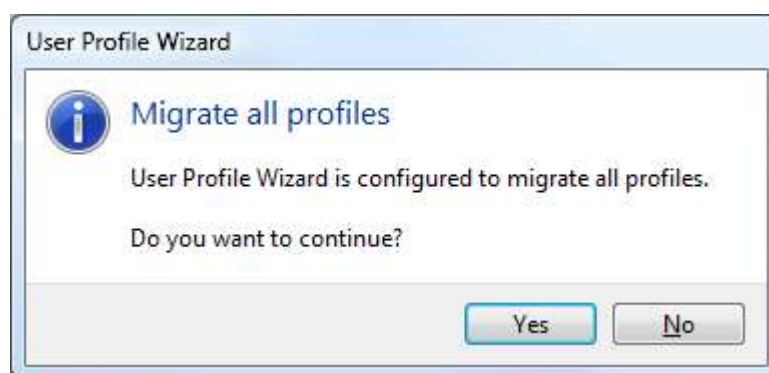 User Profile Wizard
Migrate all profiles
User Profile Wizard is configured to migrate all profiles.
Do you want to continue?
Yes No